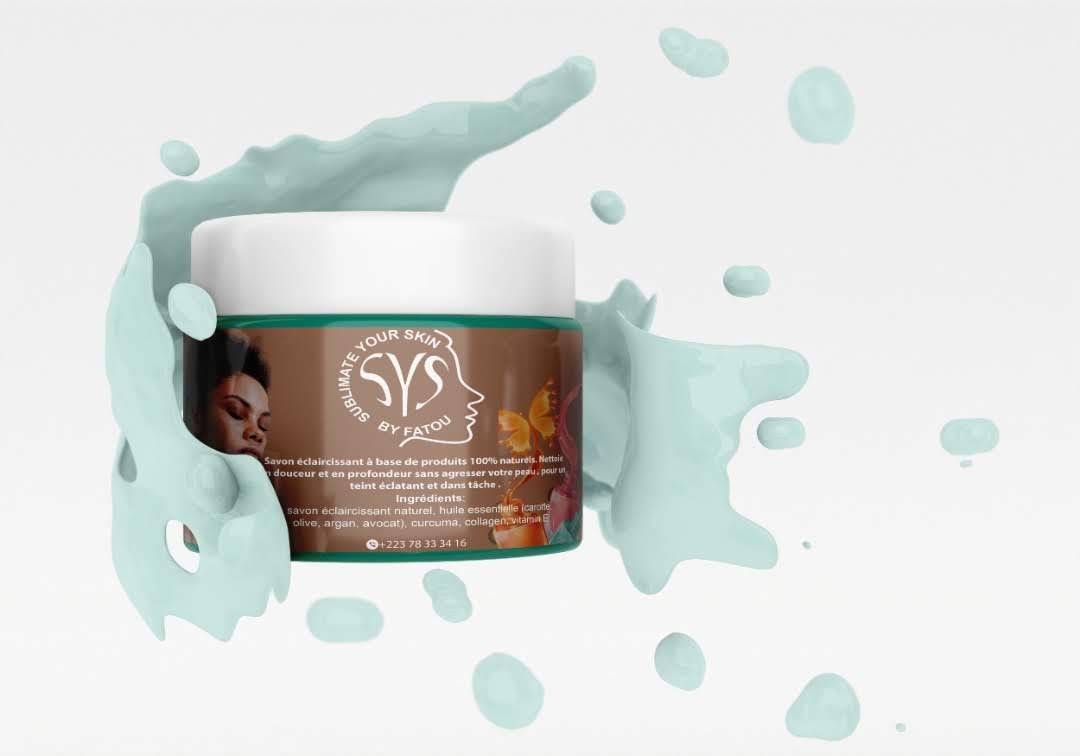 SUBLIMATE YOUR SKIN
SYS
BY FATOU
Savon éclaircissant à base de produits 100% naturels. Nettoie
douceur et en profondeur sans agresser votre peau, pour un
teint éclatant et dans tâche.
Ingrédients:
savon éclaircissant naturel, huile essentielle (carotte,
olive, argan, avocat), curcuma, collagen, vitamin E
+223 78 33 34 16